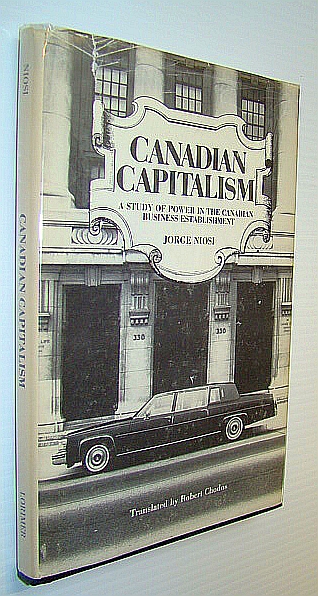 CANADIAN
CAPITALISM
A STUDY OF POWER IN THE CANADIAN
BUSINESS ESTABLISHMENT
JORGE NIOSI
330
330
Translated by Robert Chodos
NIOSI
CANADIAN CAPITALISM
LORIMER